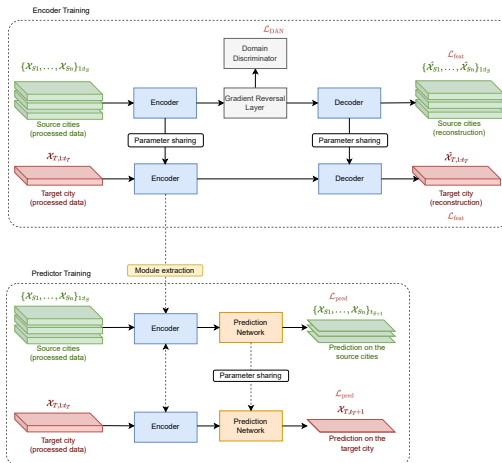 Encoder Training
ℒ_DAN
Domain
Discriminator
{𝒳_S1, . . . , 𝒳_Sn}_1:t_S
{𝒳̂_S1, . . . , 𝒳̂_Sn}_1:t_S
ℒ_feat
Encoder
Gradient Reversal
Layer
Decoder
Source cities
(processed data)
Source cities
(reconstruction)
Parameter sharing
Parameter sharing
𝒳_T,1:t_T
𝒳̂_T,1:t_T
Encoder
Decoder
Target city
(processed data)
Target city
(reconstruction)
ℒ_feat
Module extraction
Predictor Training
ℒ_pred
{𝒳_S1, . . . , 𝒳_Sn}_1:t_S
{𝒳_S1, . . . , 𝒳_Sn}_t_S+1
Encoder
Prediction
Network
Source cities
(processed data)
Prediction on the
source cities
Parameter sharing
ℒ_pred
𝒳_T,1:t_T
𝒳_T,t_T+1
Encoder
Prediction
Network
Target city
(processed data)
Prediction on the
target city